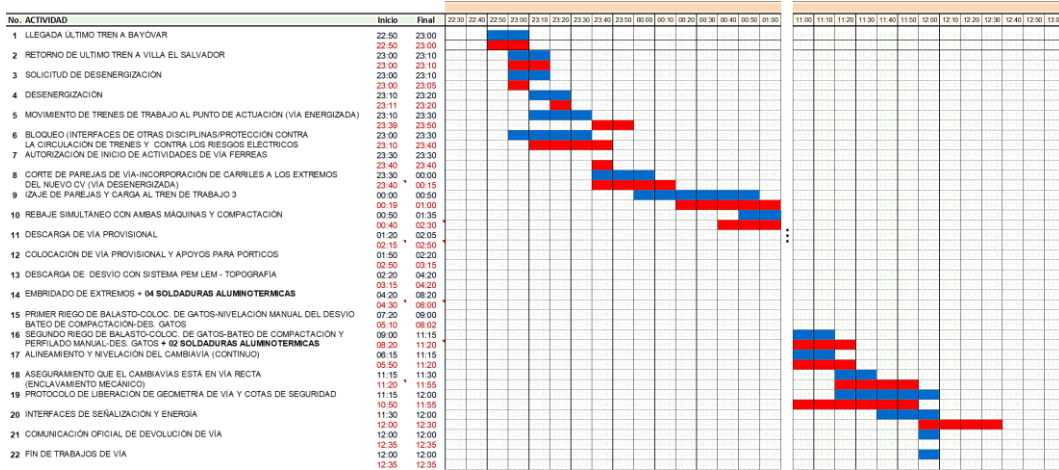 No. ACTIVIDAD Inicio Final 22:30 22:40 22:50 23:00 23:10 23:20 23:30 23:40 23:50 00:00 00:10 00:20 00:30 00:40 00:50 01:00 11:00 11:10 11:20 11:30 11:40 11:50 12:00 12:10 12:20 12:30 12:40 12:50 13:00
1 LLEGADA ÚLTIMO TREN A BAYÓVAR 22:50 23:00
22:50 23:00
2 RETORNO DE ULTIMO TREN A VILLA EL SALVADOR 23:00 23:10
23:00 23:10
3 SOLICITUD DE DESENERGIZACIÓN 23:00 23:10
23:00 23:05
4 DESENERGIZACIÓN 23:10 23:20
23:11 23:20
5 MOVIMIENTO DE TRENES DE TRABAJO AL PUNTO DE ACTUACIÓN (VÍA ENERGIZADA) 23:10 23:30
23:39 23:50
6 BLOQUEO (INTERFACES DE OTRAS DISCIPLINAS/PROTECCIÓN CONTRA 23:00 23:30
LA CIRCULACIÓN DE TRENES Y CONTRA LOS RIESGOS ELÉCTRICOS 23:10 23:40
7 AUTORIZACIÓN DE INICIO DE ACTIVIDADES DE VÍA FERREAS 23:30 23:30
23:40 23:40
8 CORTE DE PAREJAS DE VÍA-INCORPORACIÓN DE CARRILES A LOS EXTREMOS 23:30 00:00
DEL NUEVO CV (VÍA DESENERGIZADA) 23:40 00:15
9 IZAJE DE PAREJAS Y CARGA AL TREN DE TRABAJO 3 00:00 00:50
00:19 01:00
10 REBAJE SIMULTÁNEO CON AMBAS MÁQUINAS Y COMPACTACIÓN 00:50 01:35
00:40 02:30
11 DESCARGA DE VÍA PROVISIONAL 01:20 02:05
02:15 02:50
12 COLOCACIÓN DE VÍA PROVISIONAL Y APOYOS PARA PÓRTICOS 01:50 02:20
02:50 03:15
13 DESCARGA DE DESVÍO CON SISTEMA PEM LEM - TOPOGRAFÍA 02:20 04:20
03:15 04:20
14 EMBRIDADO DE EXTREMOS + 04 SOLDADURAS ALUMINOTERMICAS 04:20 08:20
04:30 08:00
15 PRIMER RIEGO DE BALASTO-COLOC. DE GATOS-NIVELACIÓN MANUAL DEL DESVIO 07:20 09:00
BATEO DE COMPACTACIÓN-DES. GATOS 05:10 08:02
16 SEGUNDO RIEGO DE BALASTO-COLOC. DE GATOS-BATEO DE COMPACTACIÓN Y 09:00 11:15
PERFILADO MANUAL-DES. GATOS + 02 SOLDADURAS ALUMINOTERMICAS 08:20 11:20
17 ALINEAMIENTO Y NIVELACIÓN DEL CAMBIAVÍA (CONTINUO) 06:15 11:15
05:50 11:20
18 ASEGURAMIENTO QUE EL CAMBIAVÍAS ESTÁ EN VÍA RECTA 11:15 11:30
(ENCLAVAMIENTO MECÁNICO) 11:20 11:55
19 PROTOCOLO DE LIBERACIÓN DE GEOMETRÍA DE VÍA Y COTAS DE SEGURIDAD 11:15 12:00
10:50 11:55
20 INTERFACES DE SEÑALIZACIÓN Y ENERGÍA 11:30 12:00
12:00 12:30
21 COMUNICACIÓN OFICIAL DE DEVOLUCIÓN DE VÍA 12:00 12:00
12:35 12:35
22 FÍN DE TRABAJOS DE VÍA 12:00 12:00
12:35 12:35